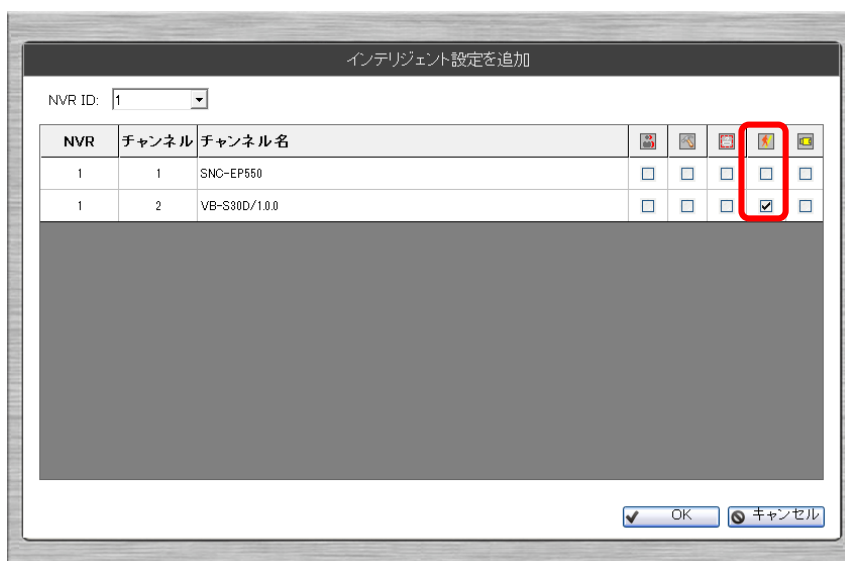 インテリジェント設定を追加
NVR ID: 1
NVR チャンネル チャンネル名
1 1 SNC-EP550
1 2 VB-S30D/1.0.0
OK キャンセル